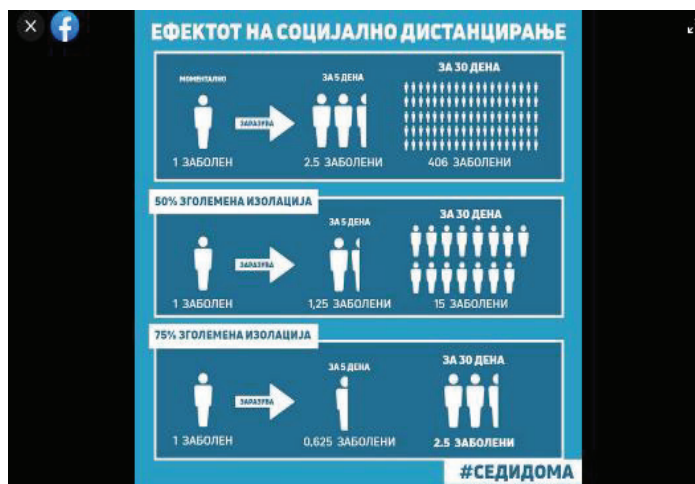 ЕФЕКТОТ НА СОЦИЈАЛНО ДИСТАНЦИРАЊЕ
МОМЕНТАЛНО
ЗА 5 ДЕНА
ЗА 30 ДЕНА
ЗАРАЗУВА
1 ЗАБОЛЕН
2.5 ЗАБОЛЕНИ
406 ЗАБОЛЕНИ
50% ЗГОЛЕМЕНА ИЗОЛАЦИЈА
ЗА 5 ДЕНА
ЗА 30 ДЕНА
ЗАРАЗУВА
1 ЗАБОЛЕН
1,25 ЗАБОЛЕНИ
15 ЗАБОЛЕНИ
75% ЗГОЛЕМЕНА ИЗОЛАЦИЈА
ЗА 5 ДЕНА
ЗА 30 ДЕНА
ЗАРАЗУВА
1 ЗАБОЛЕН
0,625 ЗАБОЛЕНИ
2.5 ЗАБОЛЕНИ
#СЕДИДОМА